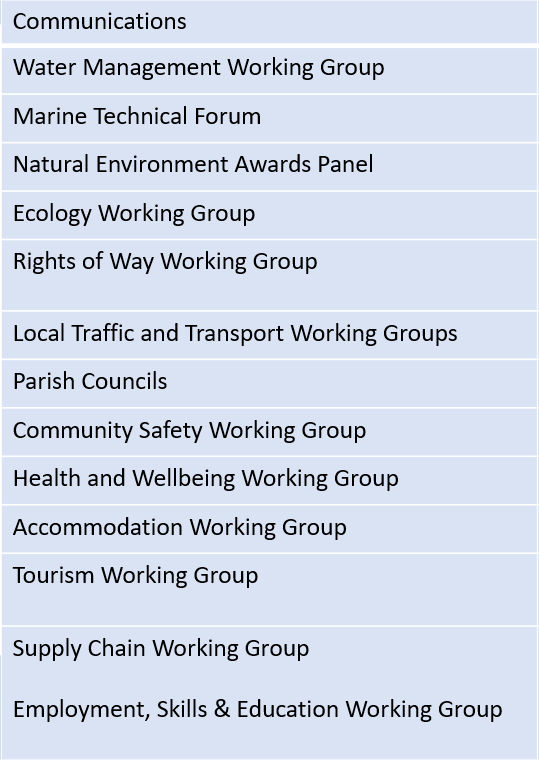 Communications
Water Management Working Group
Marine Technical Forum
Natural Environment Awards Panel
Ecology Working Group
Rights of Way Working Group
Local Traffic and Transport Working Groups
Parish Councils
Community Safety Working Group
Health and Wellbeing Working Group
Accommodation Working Group
Tourism Working Group
Supply Chain Working Group
Employment, Skills & Education Working Group